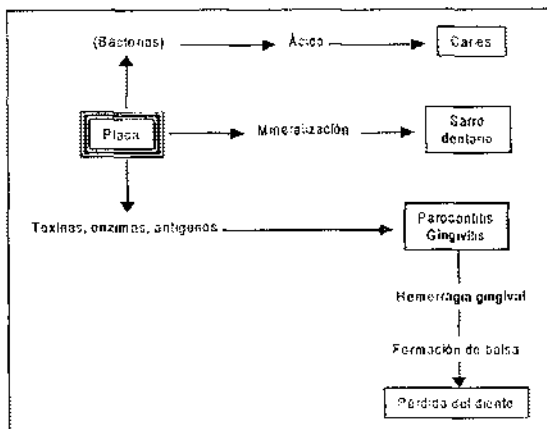 (Bacterias) Ácido Caries
Placa Mineralización Sarro
dentario
Toxinas, enzimas, antígenos Parodontitis
Gingivitis
Hemorragia gingival
Formación de bolsa
Pérdida del diente